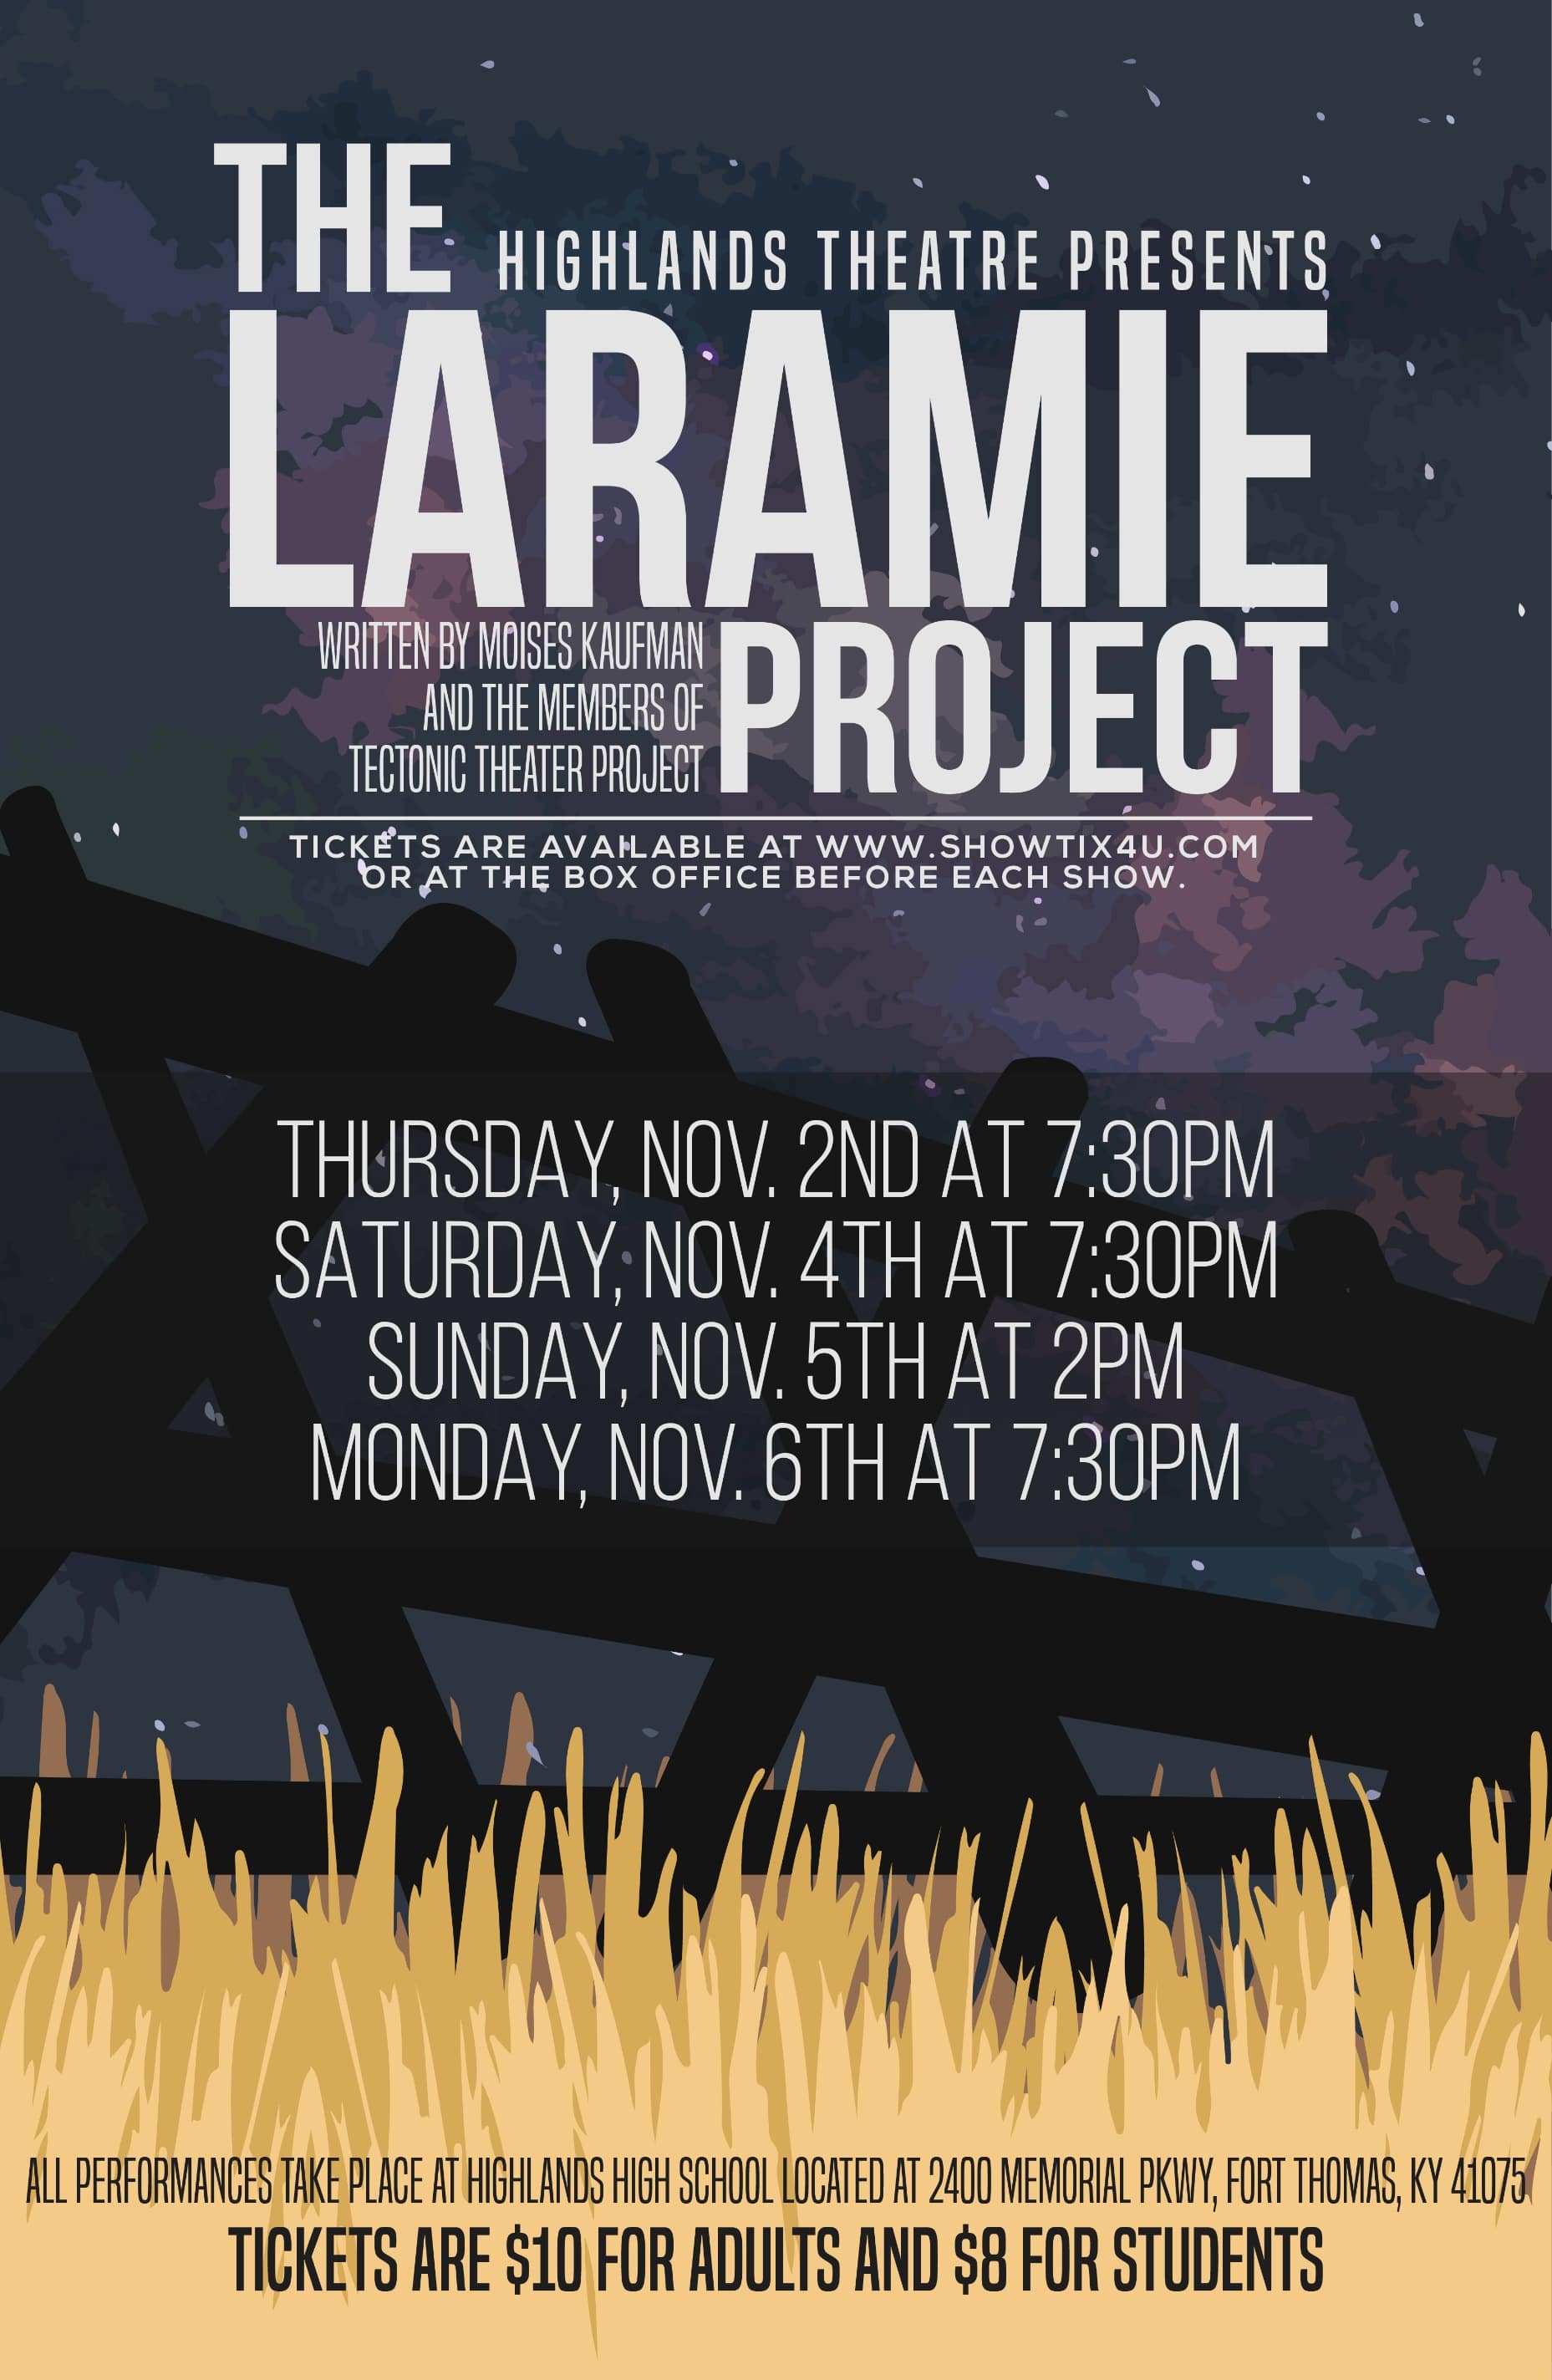 THE
HIGHLANDS THEATRE PRESENTS
LARAMIE
WRITTEN BY MOISES KAUFMAN
AND THE MEMBERS OF
TECTONIC THEATER PROJECT
PROJECT
TICKETS ARE AVAILABLE AT WWW.SHOWTIX4U.COM
OR AT THE BOX OFFICE BEFORE EACH SHOW.
THURSDAY, NOV. 2ND AT 7:30PM
SATURDAY, NOV. 4TH AT 7:30PM
SUNDAY, NOV. 5TH AT 2PM
MONDAY, NOV. 6TH AT 7:30PM
ALL PERFORMANCES TAKE PLACE AT HIGHLANDS HIGH SCHOOL LOCATED AT 2400 MEMORIAL PKWY, FORT THOMAS, KY 41075
TICKETS ARE $10 FOR ADULTS AND $8 FOR STUDENTS